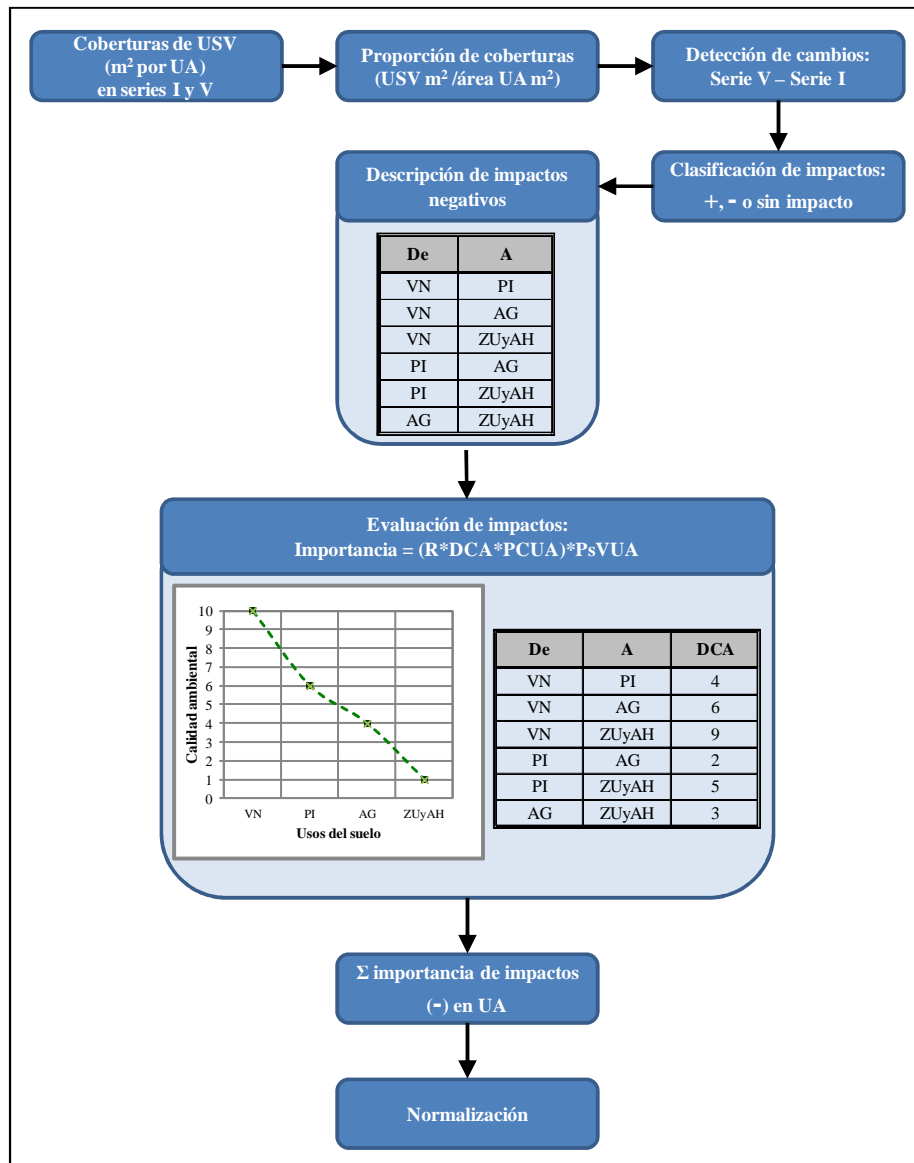 Coberturas de USV
(m² por UA)
en series I y V
Proporción de coberturas
(USV m² /área UA m²)
Detección de cambios:
Serie V – Serie I
Clasificación de impactos:
+, - o sin impacto
Descripción de impactos
negativos
De A
VN PI
VN AG
VN ZUyAH
PI AG
PI ZUyAH
AG ZUyAH
Evaluación de impactos:
Importancia = (R*DCA*PCUA)*PsVUA
Calidad ambiental
10
9
8
7
6
5
4
3
2
1
0
VN PI AG ZUyAH
Usos del suelo
De A DCA
VN PI 4
VN AG 6
VN ZUyAH 9
PI AG 2
PI ZUyAH 5
AG ZUyAH 3
Σ importancia de impactos
(-) en UA
Normalización